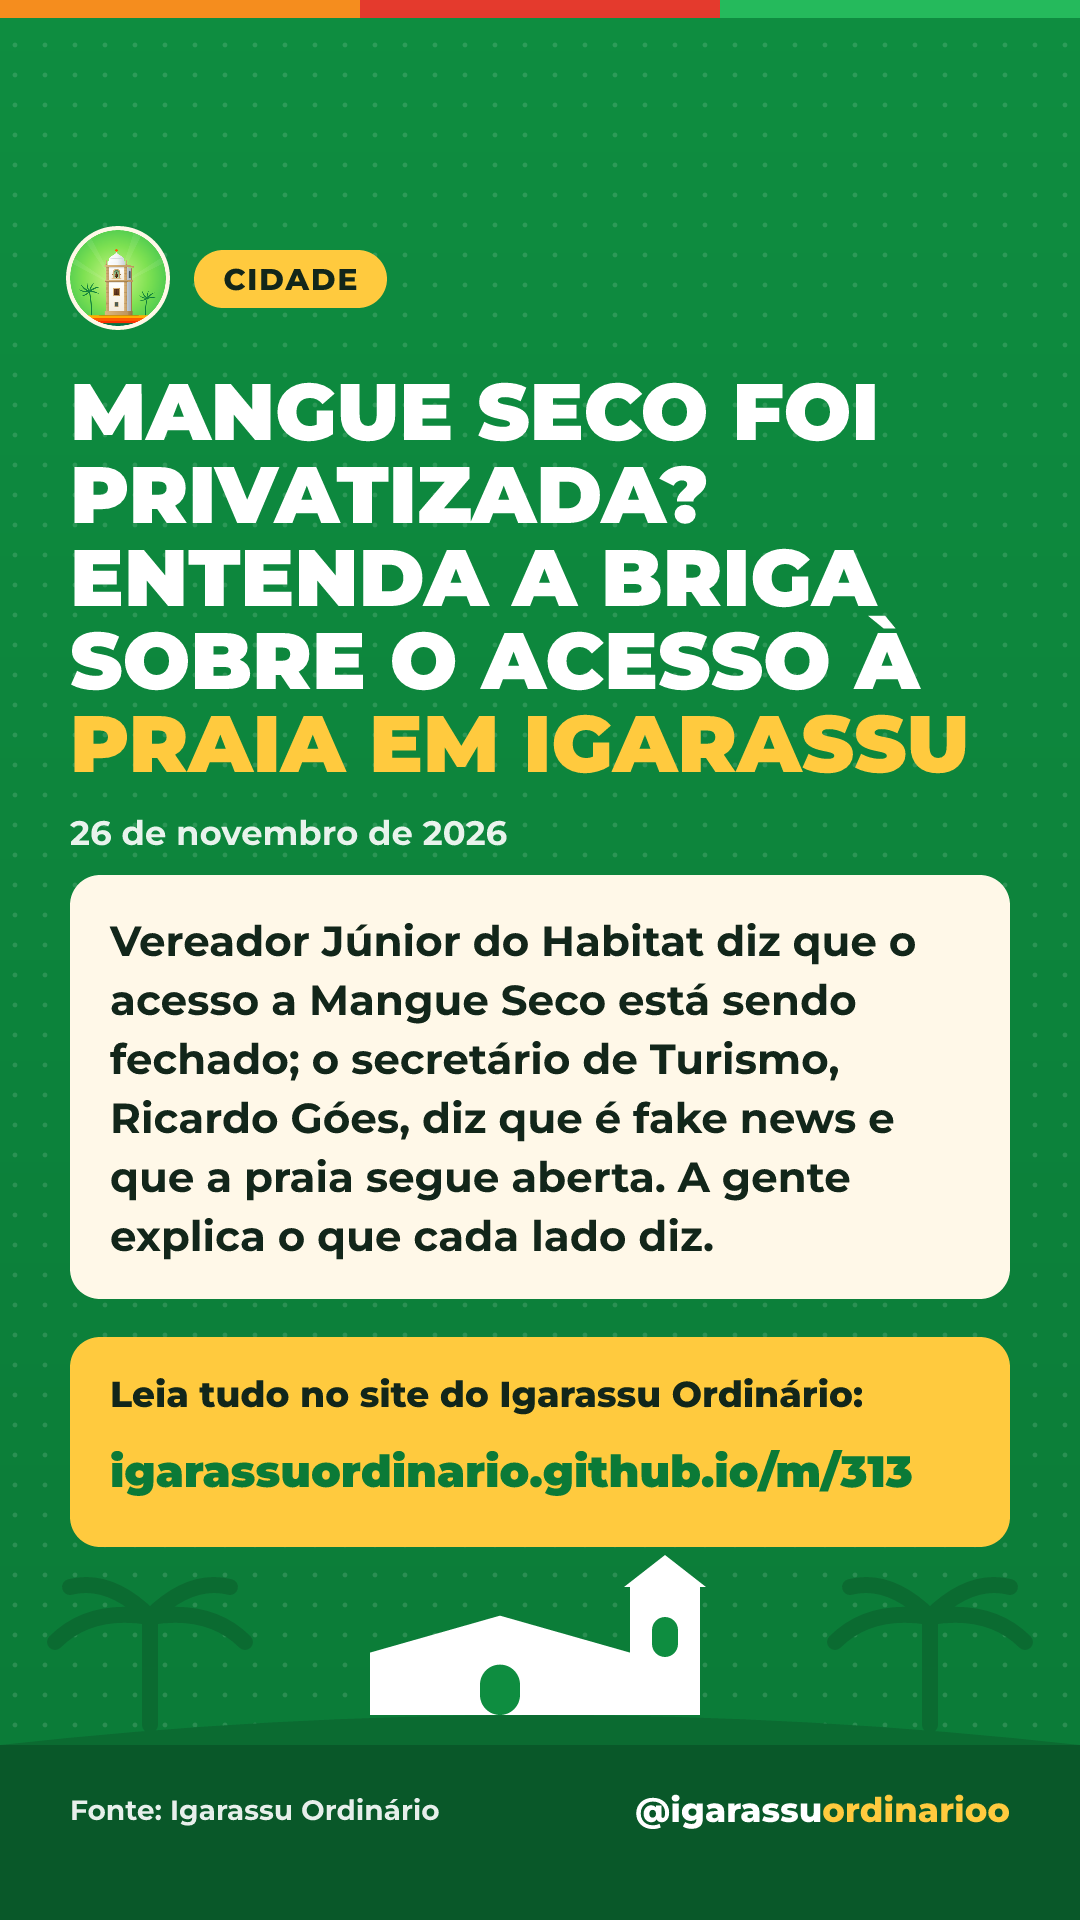 CIDADE
MANGUE SECO FOI
PRIVATIZADA?
ENTENDA A BRIGA
SOBRE O ACESSO À
PRAIA EM IGARASSU
26 de novembro de 2026
Vereador Júnior do Habitat diz que o
acesso a Mangue Seco está sendo
fechado; o secretário de Turismo,
Ricardo Góes, diz que é fake news e
que a praia segue aberta. A gente
explica o que cada lado diz.
Leia tudo no site do Igarassu Ordinário:
igarassuordinario.github.io/m/313
Fonte: Igarassu Ordinário
@igarassuordinarioo